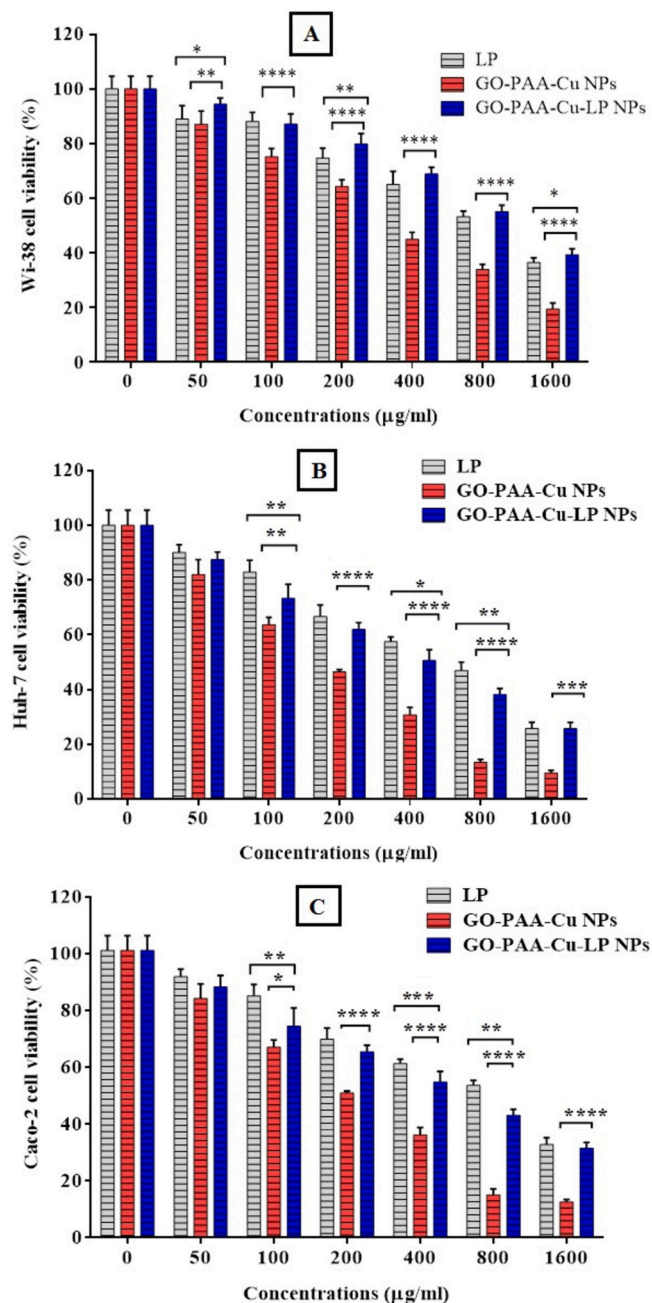 A
LP
GO-PAA-Cu NPs
GO-PAA-Cu-LP NPs
Wi-38 cell viability (%)
120
100
80
60
40
20
0
* ** **** ** **** **** **** * ****
0 50 100 200 400 800 1600
Concentrations (μg/ml)
B
LP
GO-PAA-Cu NPs
GO-PAA-Cu-LP NPs
Huh-7 cell viability (%)
120
100
80
60
40
20
0
** ** **** * **** ** **** ***
0 50 100 200 400 800 1600
Concentrations (μg/ml)
C
LP
GO-PAA-Cu NPs
GO-PAA-Cu-LP NPs
Caco-2 cell viability (%)
120
100
80
60
40
20
0
** * **** *** **** ** **** ****
0 50 100 200 400 800 1600
Concentrations (μg/ml)